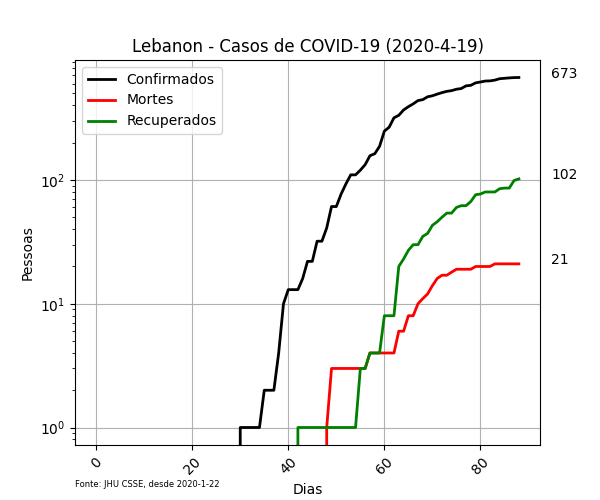 Lebanon - Casos de COVID-19 (2020-4-19)
Confirmados
Mortes
Recuperados
673
102
21
10²
10¹
10⁰
Pessoas
0 20 40 60 80
Dias
Fonte: JHU CSSE, desde 2020-1-22